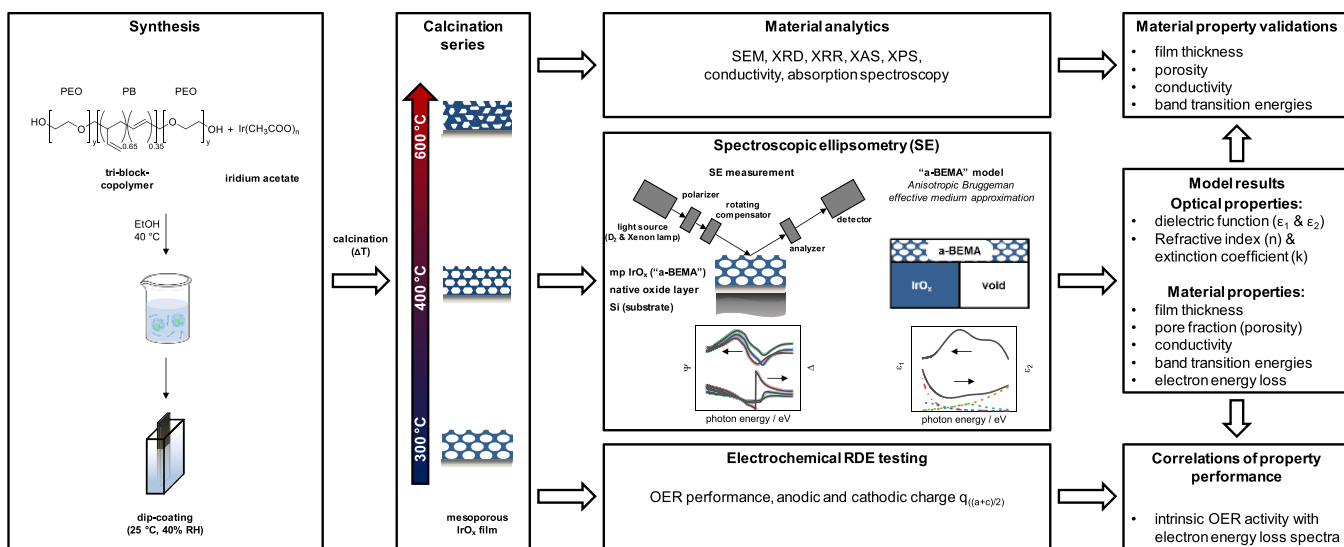 Synthesis
PEO PB PEO
HO O y 0.65 0.35 O y OH + Ir(CH₃COO)ₙ
tri-block-
copolymer
iridium acetate
EtOH
40 °C
dip-coating
(25 °C, 40% RH)
calcination
(ΔT)
Calcination
series
600 °C
400 °C
300 °C
mesoporous
IrOₓ film
Material analytics
SEM, XRD, XRR, XAS, XPS,
conductivity, absorption spectroscopy
Spectroscopic ellipsometry (SE)
SE measurement
polarizer
rotating
compensator
light source
(D₂ & Xenon lamp)
detector
analyzer
mp IrOₓ (“a-BEMA”)
native oxide layer
Si (substrate)
Ψ
Δ
photon energy / eV
“a-BEMA” model
Anisotropic Bruggeman
effective medium approximation
a-BEMA
IrOₓ
void
ε₁
ε₂
photon energy / eV
Electrochemical RDE testing
OER performance, anodic and cathodic charge q₍₍ₐ₊c₎/₂₎
Material property validations
• film thickness
• porosity
• conductivity
• band transition energies
Model results
Optical properties:
• dielectric function (ε₁ & ε₂)
• Refractive index (n) &
extinction coefficient (k)
Material properties:
• film thickness
• pore fraction (porosity)
• conductivity
• band transition energies
• electron energy loss
Correlations of property
performance
• intrinsic OER activity with
electron energy loss spectra